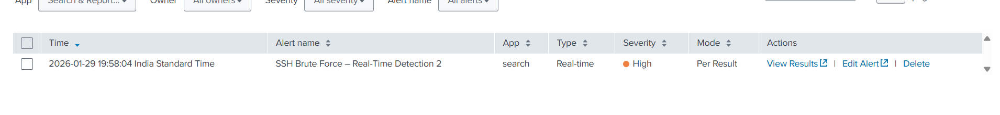 App Search & Report... Owner All owners Severity All severity Alert name All alerts
Time Alert name App Type Severity Mode Actions
2026-01-29 19:58:04 India Standard Time SSH Brute Force – Real-Time Detection 2 search Real-time High Per Result View Results | Edit Alert | Delete